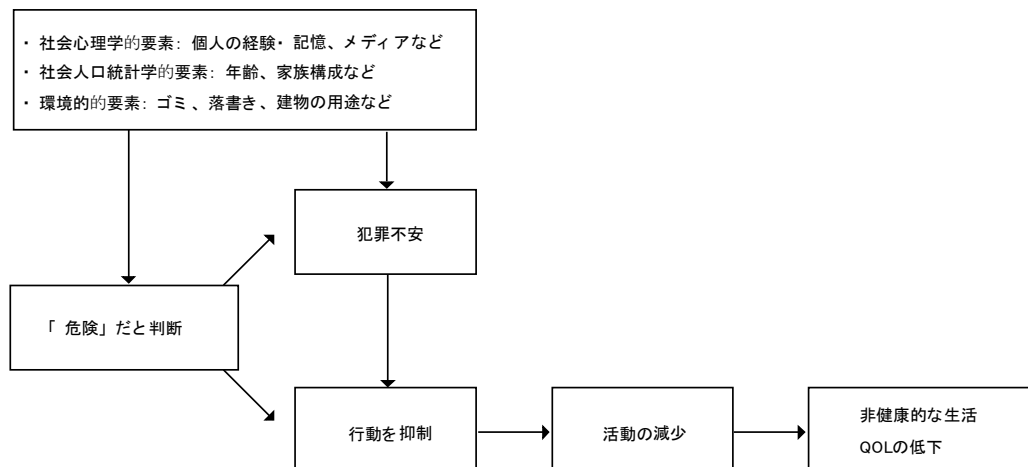 ・社会心理学的要素：個人の経験・記憶、メディアなど
・社会人口統計学的要素：年齢、家族構成など
・環境的的要素：ゴミ、落書き、建物の用途など
犯罪不安
「危険」だと判断
行動を抑制
活動の減少
非健康的な生活
QOLの低下